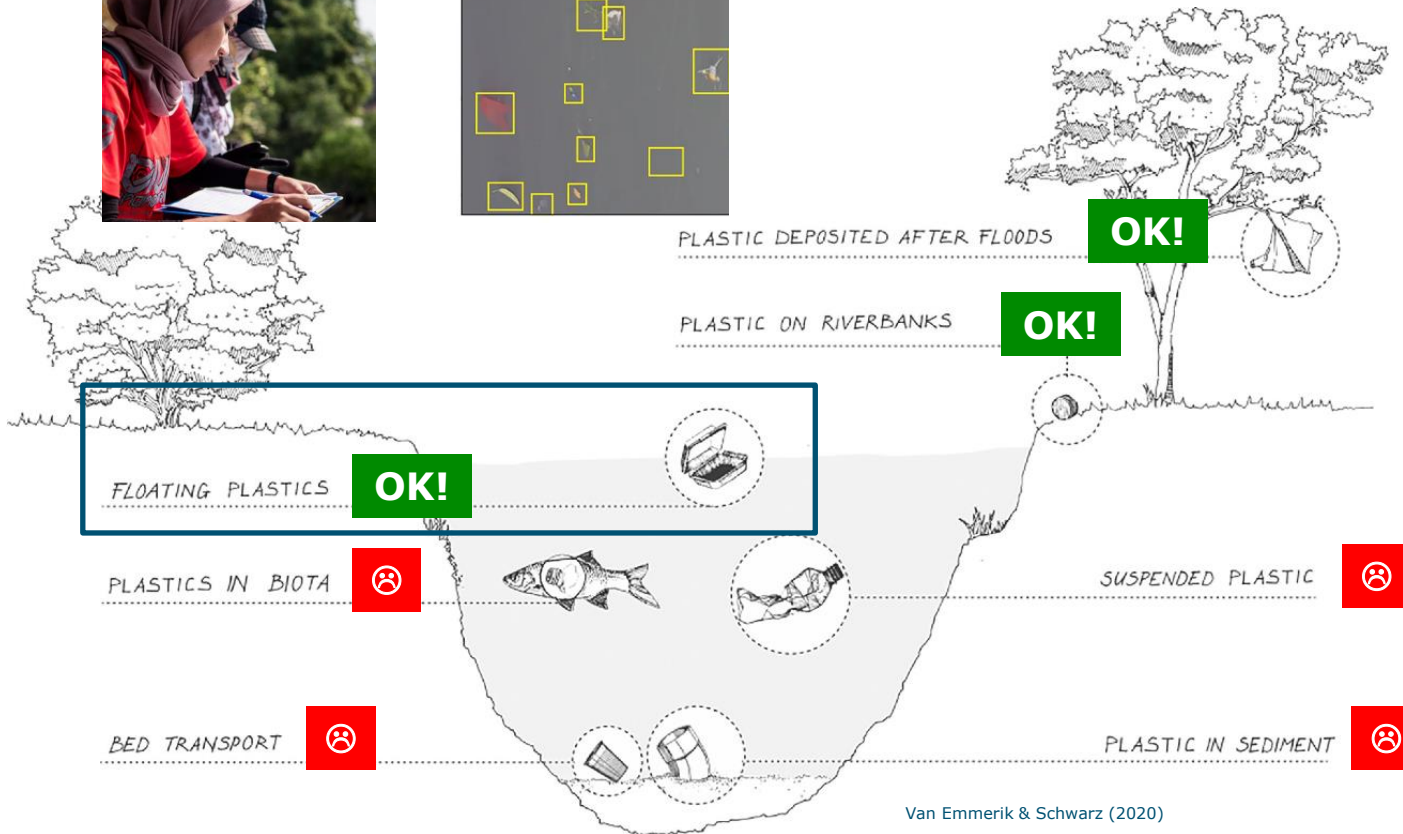 PLASTIC DEPOSITED AFTER FLOODS OK!
PLASTIC ON RIVERBANKS OK!
FLOATING PLASTICS OK!
PLASTICS IN BIOTA ☹
SUSPENDED PLASTIC ☹
BED TRANSPORT ☹
PLASTIC IN SEDIMENT ☹
Van Emmerik & Schwarz (2020)